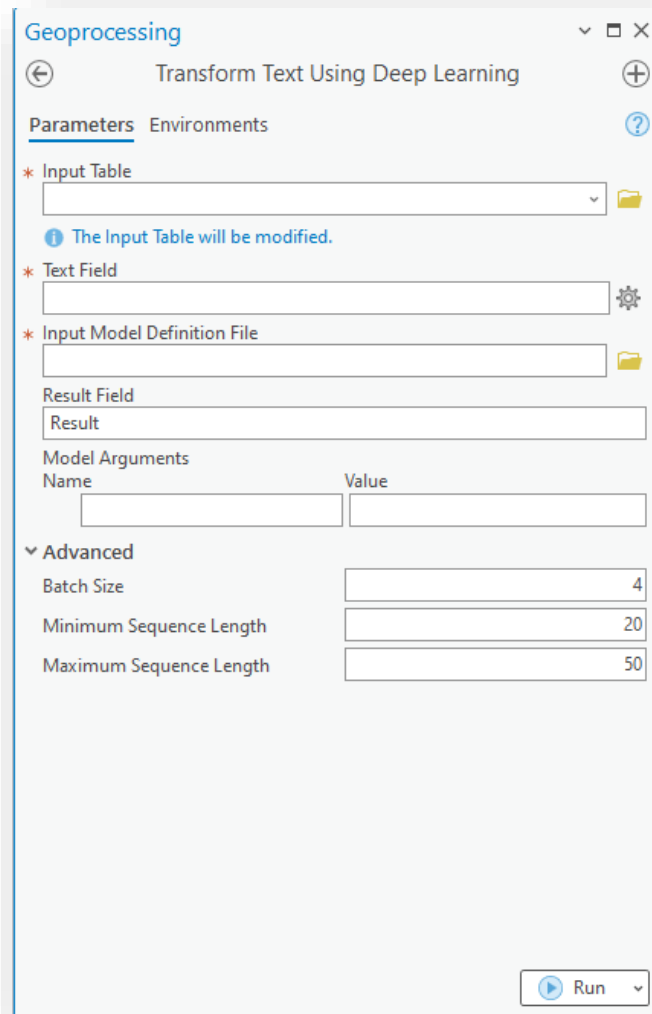 Geoprocessing
Transform Text Using Deep Learning
Parameters Environments
* Input Table
The Input Table will be modified.
* Text Field
* Input Model Definition File
Result Field
Result
Model Arguments
Name Value
Advanced
Batch Size 4
Minimum Sequence Length 20
Maximum Sequence Length 50
Run